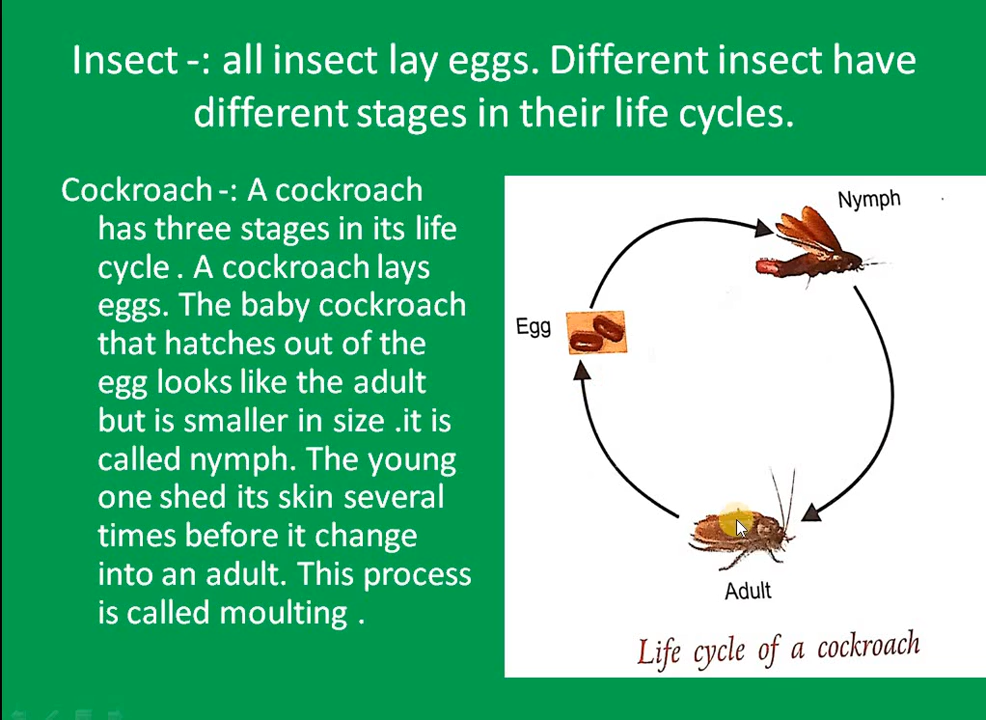 Insect -: all insect lay eggs. Different insect have
different stages in their life cycles.
Cockroach -: A cockroach
has three stages in its life
cycle . A cockroach lays
eggs. The baby cockroach
that hatches out of the
egg looks like the adult
but is smaller in size .it is
called nymph. The young
one shed its skin several
times before it change
into an adult. This process
is called moulting .
Nymph
Egg
Adult
Life cycle of a cockroach